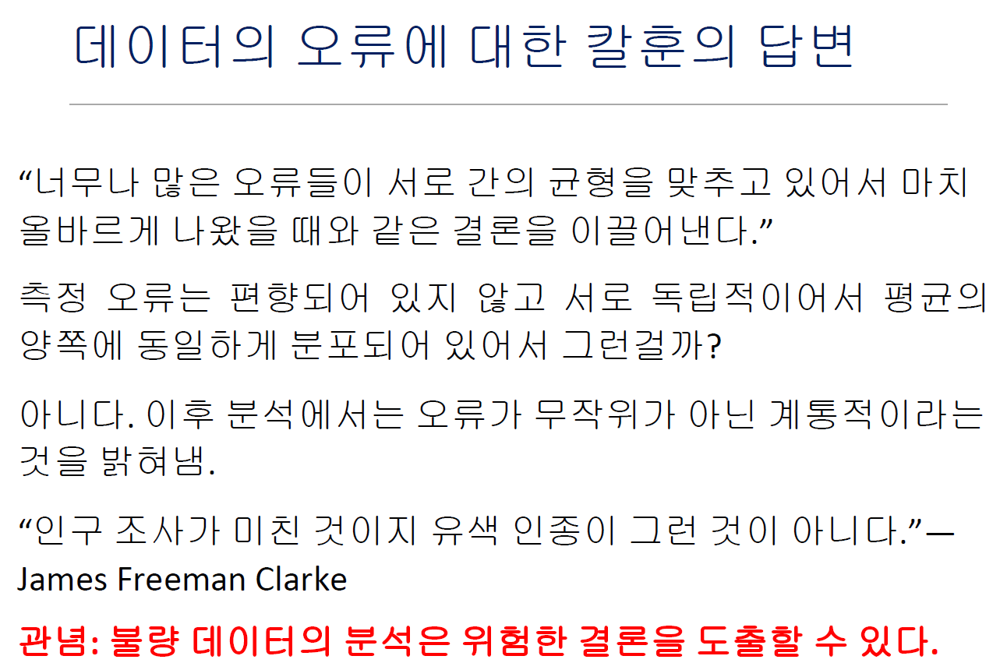 데이터의 오류에 대한 칼훈의 답변
“너무나 많은 오류들이 서로 간의 균형을 맞추고 있어서 마치
올바르게 나왔을 때와 같은 결론을 이끌어낸다.”
측정 오류는 편향되어 있지 않고 서로 독립적이어서 평균의
양쪽에 동일하게 분포되어 있어서 그런걸까?
아니다. 이후 분석에서는 오류가 무작위가 아닌 계통적이라는
것을 밝혀냄.
“인구 조사가 미친 것이지 유색 인종이 그런 것이 아니다.”—
James Freeman Clarke
관념: 불량 데이터의 분석은 위험한 결론을 도출할 수 있다.